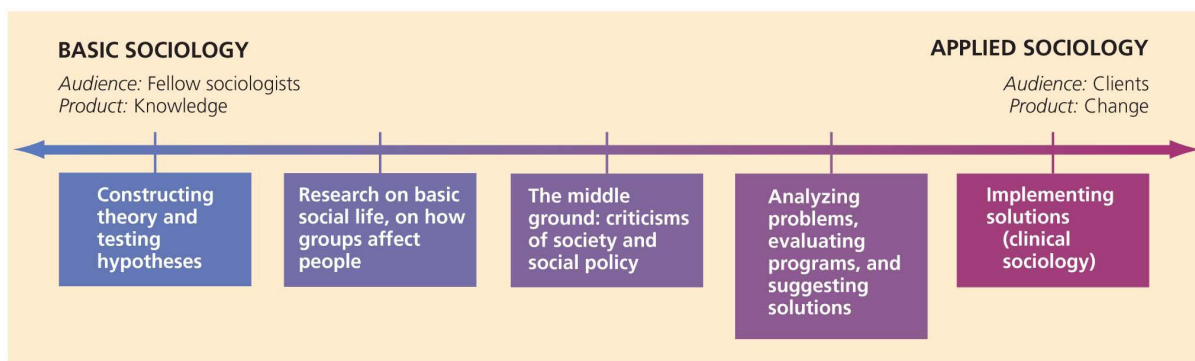 BASIC SOCIOLOGY
Audience: Fellow sociologists
Product: Knowledge
APPLIED SOCIOLOGY
Audience: Clients
Product: Change
Constructing
theory and
testing
hypotheses
Research on basic
social life, on how
groups affect
people
The middle
ground: criticisms
of society and
social policy
Analyzing
problems,
evaluating
programs, and
suggesting
solutions
Implementing
solutions
(clinical
sociology)